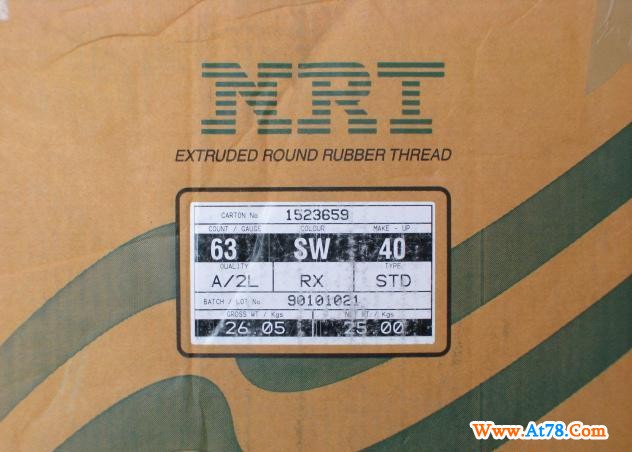 NRI
EXTRUDED ROUND RUBBER THREAD
CARTON No 1523659
COUNT / GAUGE COLOUR MAKE - UP
63 SW 40
QUALITY TYPE
A/2L RX STD
BATCH / LOT No 90101021
GROSS WT / Kgs NET WT / Kgs
26.05 25.00
Www.At78.Com